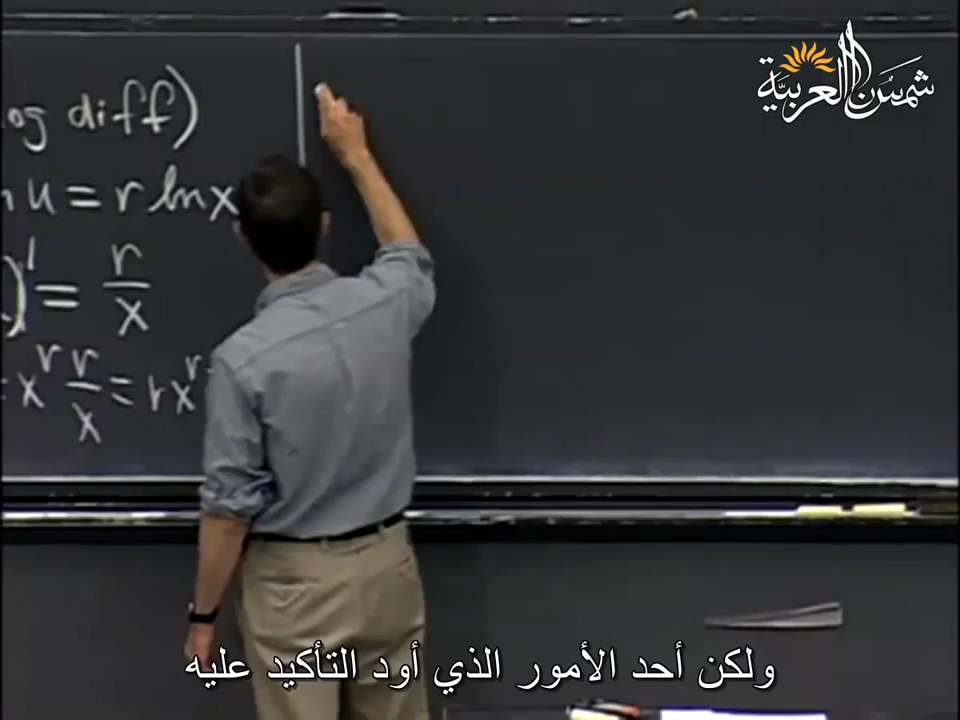 شمس العربية
og diff)
u = r ln x
)' = r/x
= x^r r/x = r x^r
ولكن أحد الأمور الذي أود التأكيد عليه